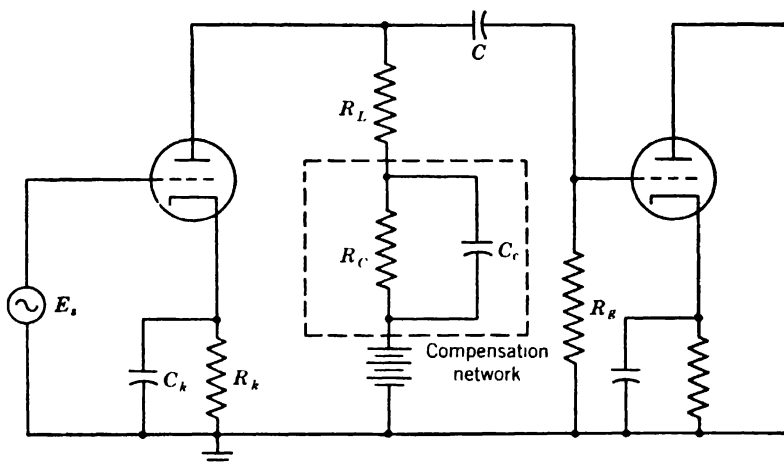 C
R_L
R_C
C_c
E_s
R_g
Compensation
network
C_k
R_k